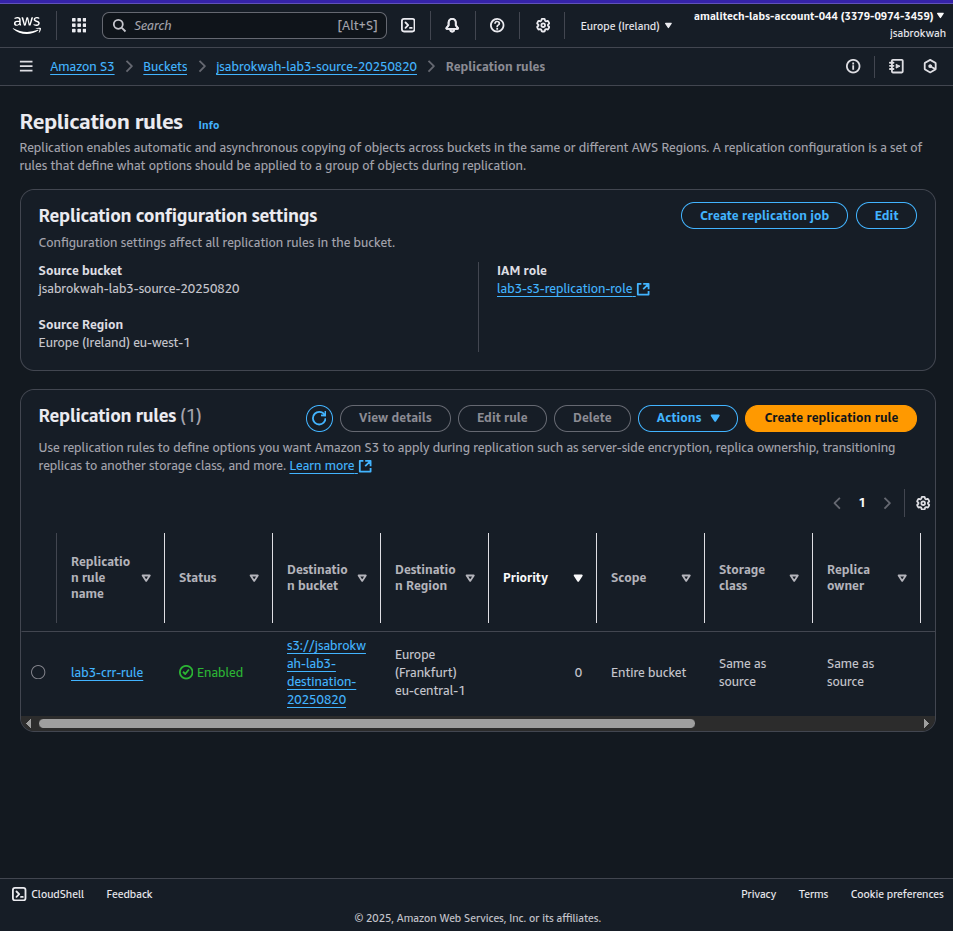 aws
Search [Alt+S]
Europe (Ireland)
amalitech-labs-account-044 (3379-0974-3459)
jsabrokwah
Amazon S3 > Buckets > jsabrokwah-lab3-source-20250820 > Replication rules
Replication rules Info
Replication enables automatic and asynchronous copying of objects across buckets in the same or different AWS Regions. A replication configuration is a set of
rules that define what options should be applied to a group of objects during replication.
Replication configuration settings
Create replication job
Edit
Configuration settings affect all replication rules in the bucket.
Source bucket
jsabrokwah-lab3-source-20250820
Source Region
Europe (Ireland) eu-west-1
IAM role
lab3-s3-replication-role
Replication rules (1)
View details
Edit rule
Delete
Actions
Create replication rule
Use replication rules to define options you want Amazon S3 to apply during replication such as server-side encryption, replica ownership, transitioning
replicas to another storage class, and more. Learn more
1
Replicatio
n rule
name
Status
Destinatio
n bucket
Destinatio
n Region
Priority
Scope
Storage
class
Replica
owner
lab3-crr-rule
Enabled
s3://jsabrokw
ah-lab3-
destination-
20250820
Europe
(Frankfurt)
eu-central-1
0
Entire bucket
Same as
source
Same as
source
CloudShell
Feedback
Privacy
Terms
Cookie preferences
© 2025, Amazon Web Services, Inc. or its affiliates.